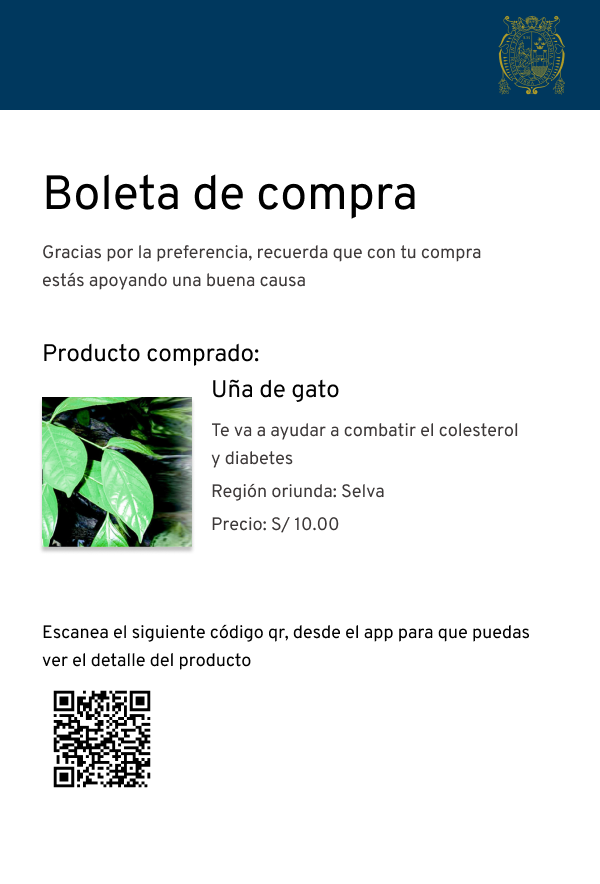 Boleta de compra
Gracias por la preferencia, recuerda que con tu compra
estás apoyando una buena causa
Producto comprado:
Uña de gato
Te va a ayudar a combatir el colesterol
y diabetes
Región oriunda: Selva
Precio: S/ 10.00
Escanea el siguiente código qr, desde el app para que puedas
ver el detalle del producto